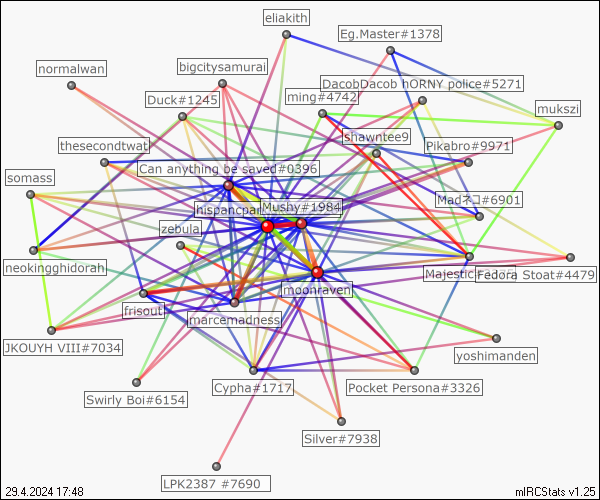 eliakith
Eg.Master#1378
normalwan
bigcitysamurai
DacobDacob hORNY police#5271
Duck#1245
ming#4742
mukszi
shawntee9
thesecondtwat
Pikabro#9971
Can anything be saved#0396
somass
Madネコ#6901
hispancpar
Mushy#1984
zebula
neokingghidorah
Majestic
Fedora Stoat#4479
moonraven
frisout
marcemadness
JKOUYH VIII#7034
yoshimanden
Cypha#1717
Pocket Persona#3326
Swirly Boi#6154
Silver#7938
LPK2387 #7690
29.4.2024 17:48
mIRCStats v1.25